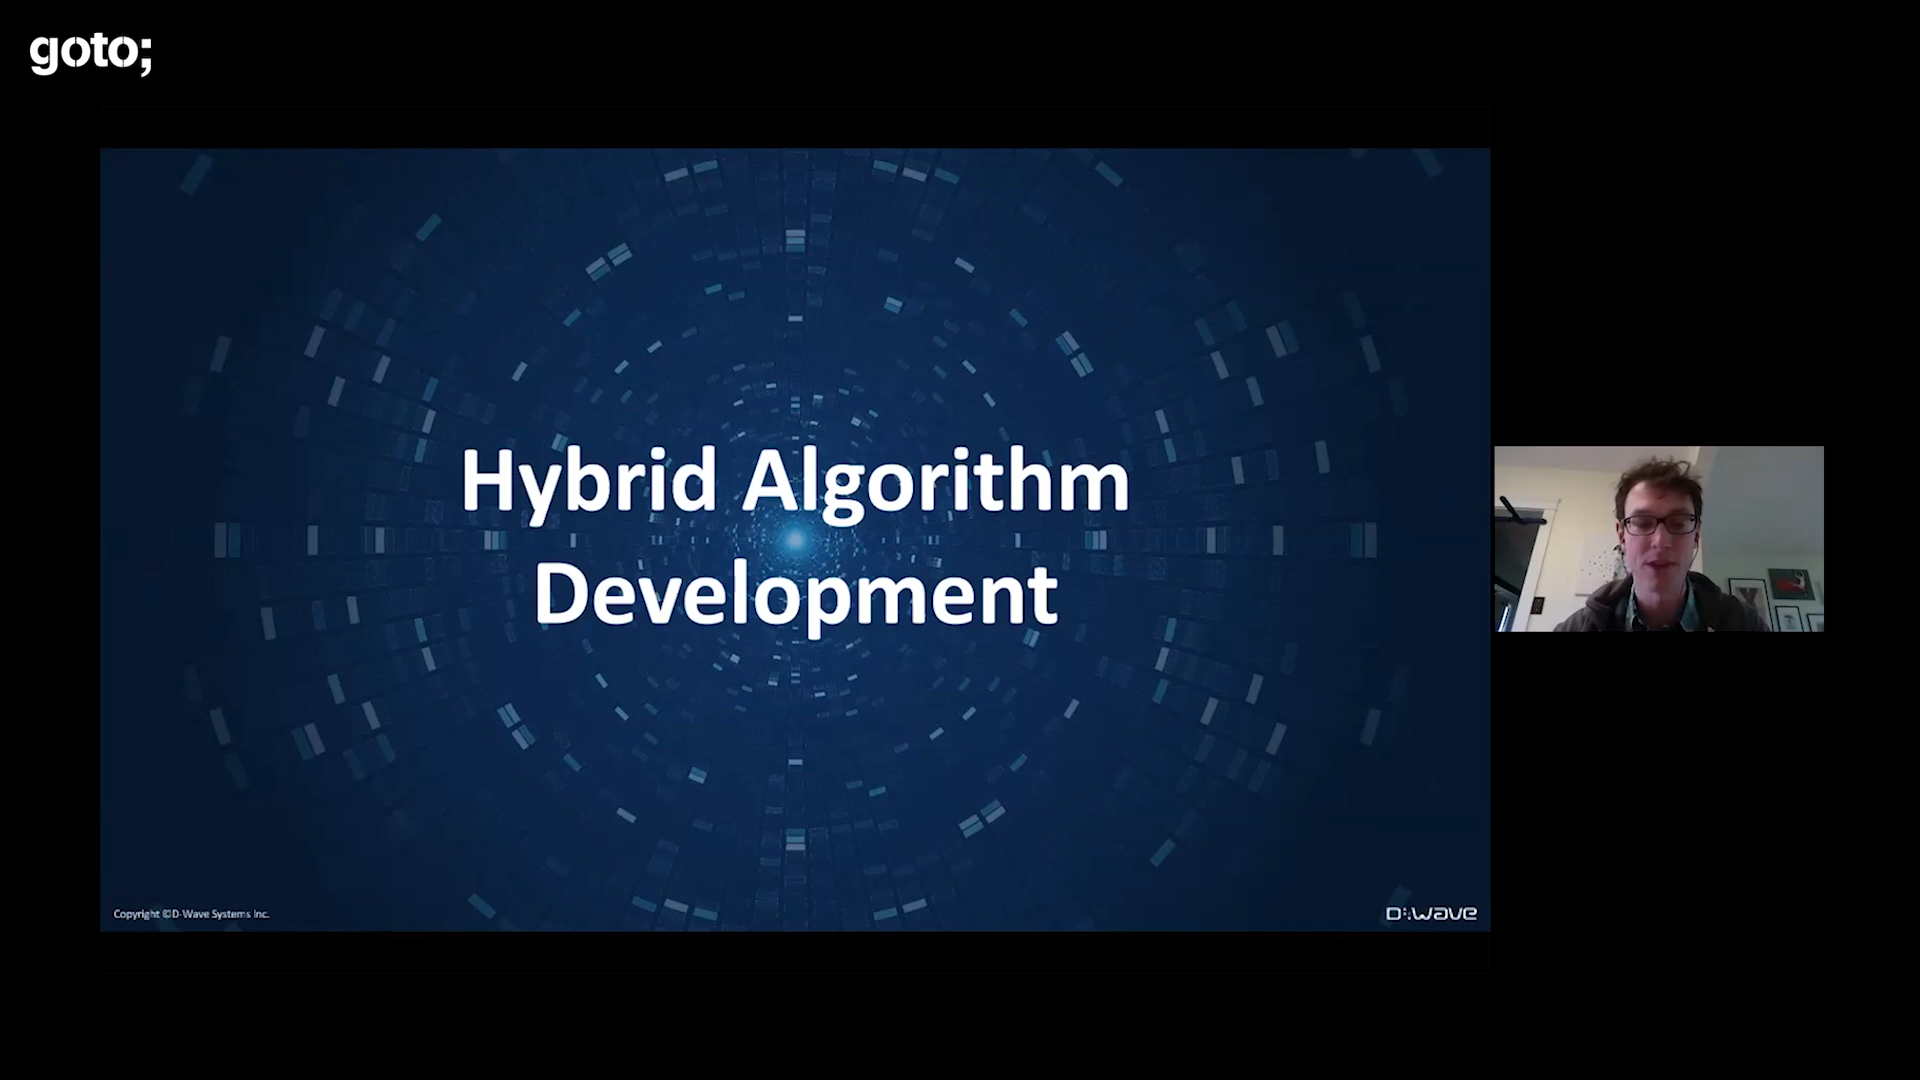 goto;
Hybrid Algorithm
Development
Copyright ©D-Wave Systems Inc.
D:WAVE